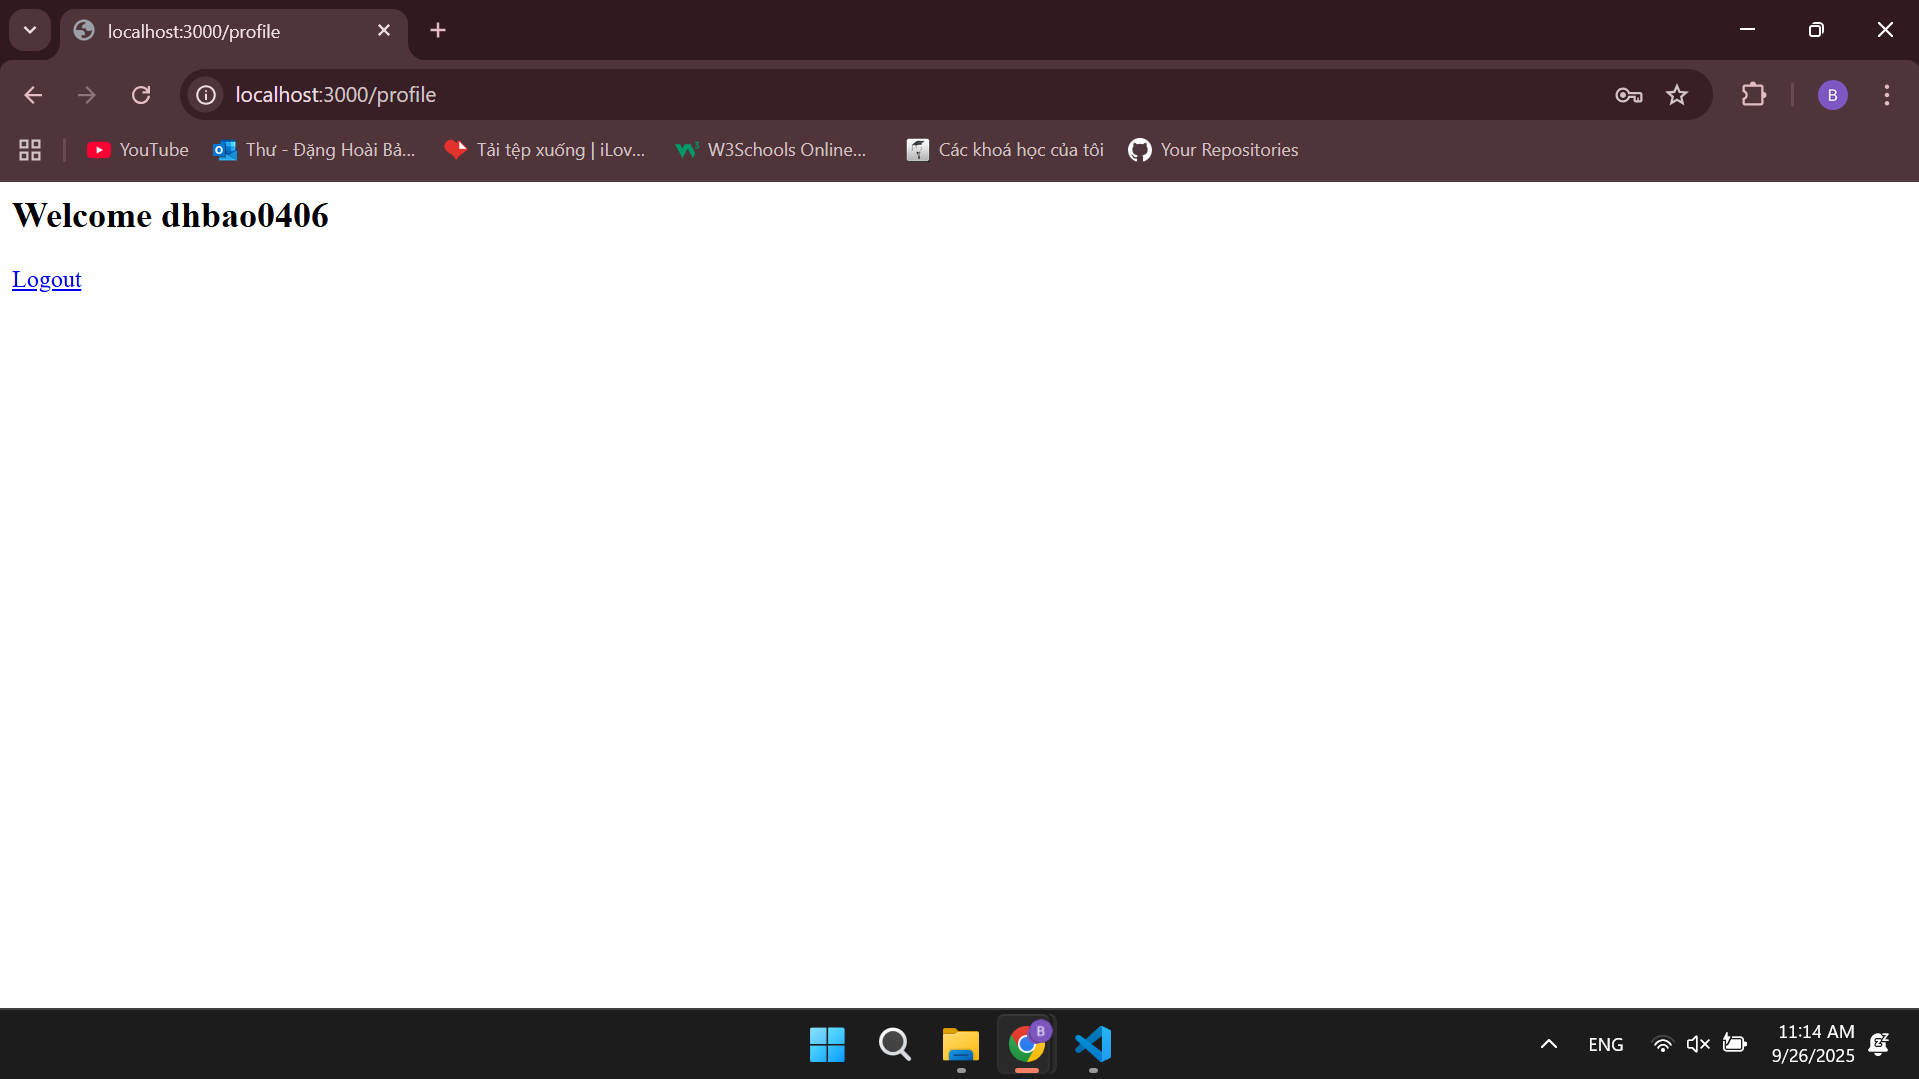 localhost:3000/profile
localhost:3000/profile
B
YouTube
Thư - Đặng Hoài Bả...
Tải tệp xuống | iLov...
W3Schools Online...
Các khoá học của tôi
Your Repositories
Welcome dhbao0406
Logout
B
ENG
11:14 AM
9/26/2025